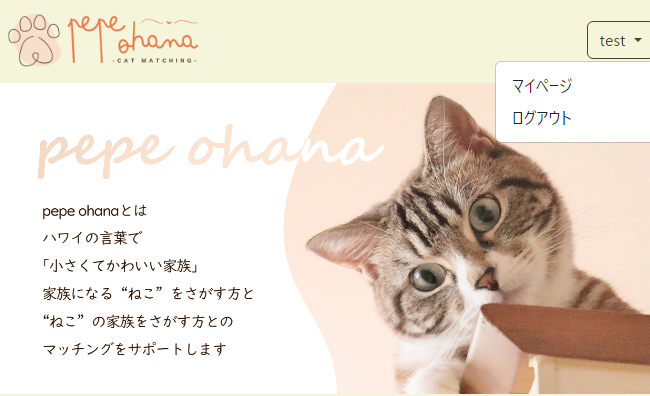 pepe ohana
-CAT MATCHING-
test
マイページ
ログアウト
pepe ohana
pepe ohanaとは
ハワイの言葉で
「小さくてかわいい家族」
家族になる“ねこ”をさがす方と
“ねこ”の家族をさがす方との
マッチングをサポートします